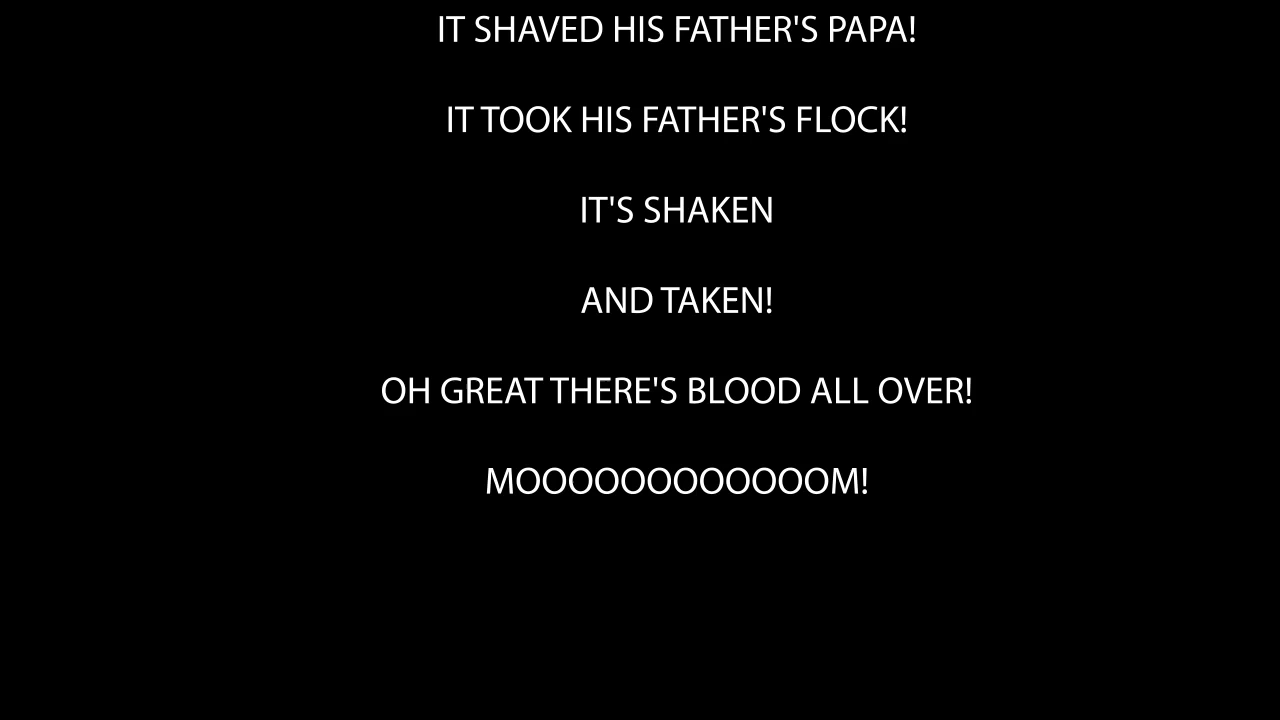 IT SHAVED HIS FATHER'S PAPA!
IT TOOK HIS FATHER'S FLOCK!
IT'S SHAKEN
AND TAKEN!
OH GREAT THERE'S BLOOD ALL OVER!
MOOOOOOOOOOOOM!